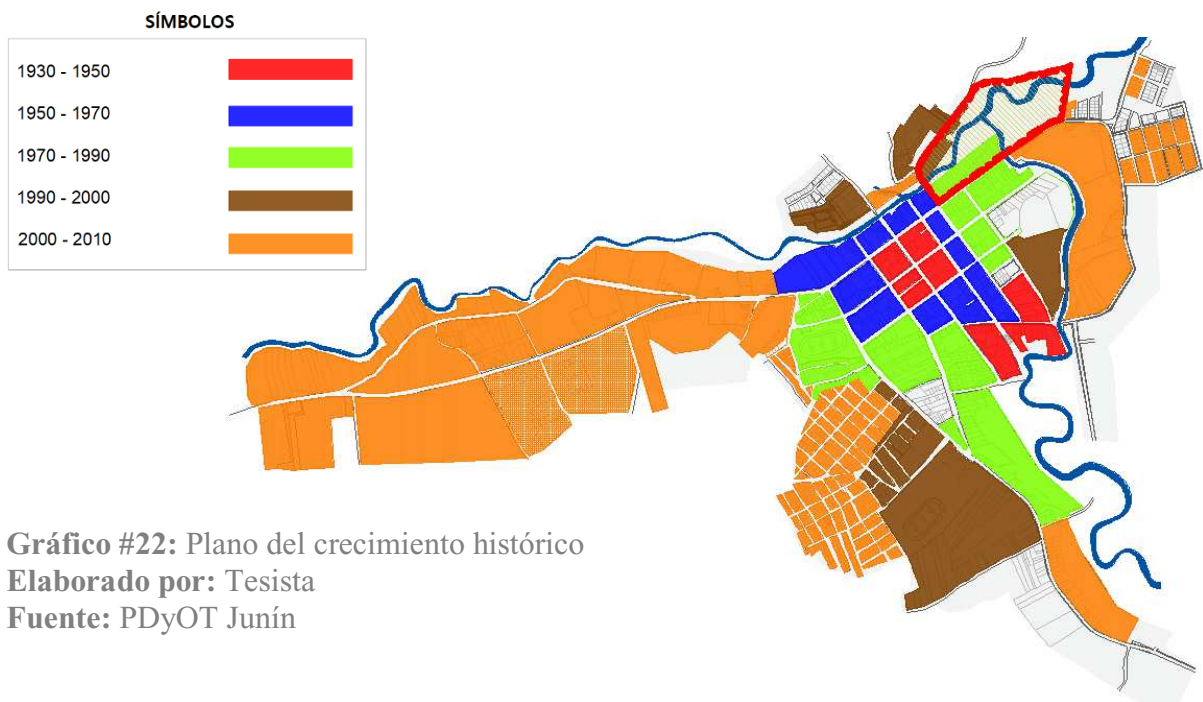 SÍMBOLOS
1930 - 1950
1950 - 1970
1970 - 1990
1990 - 2000
2000 - 2010
Gráfico #22: Plano del crecimiento histórico
Elaborado por: Tesista
Fuente: PDyOT Junín